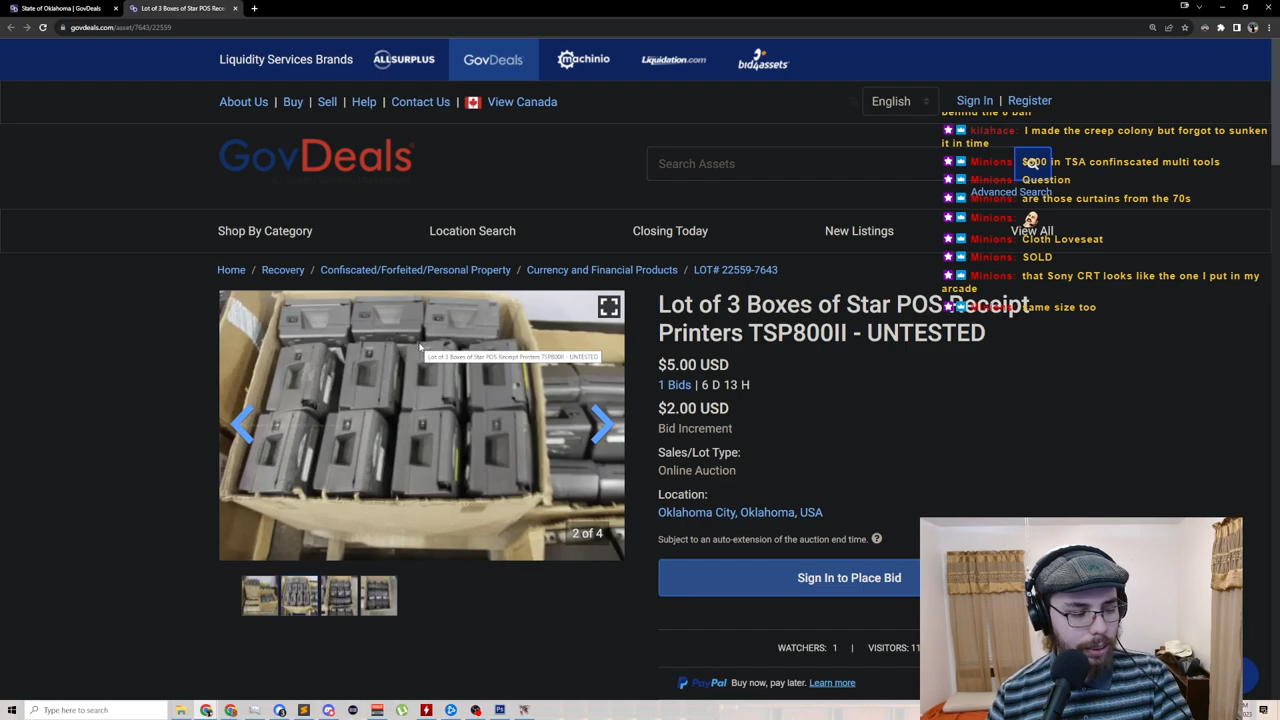 State of Oklahoma | GovDeals
Lot of 3 Boxes of Star POS Rece
govdeals.com/asset/7643/22559
Liquidity Services Brands
ALLSURPLUS
GovDeals
machinio
Liquidation.com
bid4assets
About Us | Buy | Sell | Help | Contact Us | View Canada
English
Sign In | Register
behind the 8 ball
kilahace: I made the creep colony but forgot to sunken
it in time
GovDeals
Search Assets
Advanced Search
Minions: $800 in TSA confinscated multi tools
Minions: Question
Minions: are those curtains from the 70s
Minions:
Minions: Cloth Loveseat
Minions: SOLD
Minions: that Sony CRT looks like the one I put in my
arcade
Minions: same size too
Shop By Category
Location Search
Closing Today
New Listings
View All
Home / Recovery / Confiscated/Forfeited/Personal Property / Currency and Financial Products / LOT# 22559-7643
Lot of 3 Boxes of Star POS Receipt
Printers TSP800II - UNTESTED
Lot of 3 Boxes of Star POS Receipt Printers TSP800II - UNTESTED
2 of 4
$5.00 USD
1 Bids | 6 D 13 H
$2.00 USD
Bid Increment
Sales/Lot Type:
Online Auction
Location:
Oklahoma City, Oklahoma, USA
Subject to an auto-extension of the auction end time.
Sign In to Place Bid
WATCHERS: 1 | VISITORS: 11
PayPal Buy now, pay later. Learn more
Type here to search